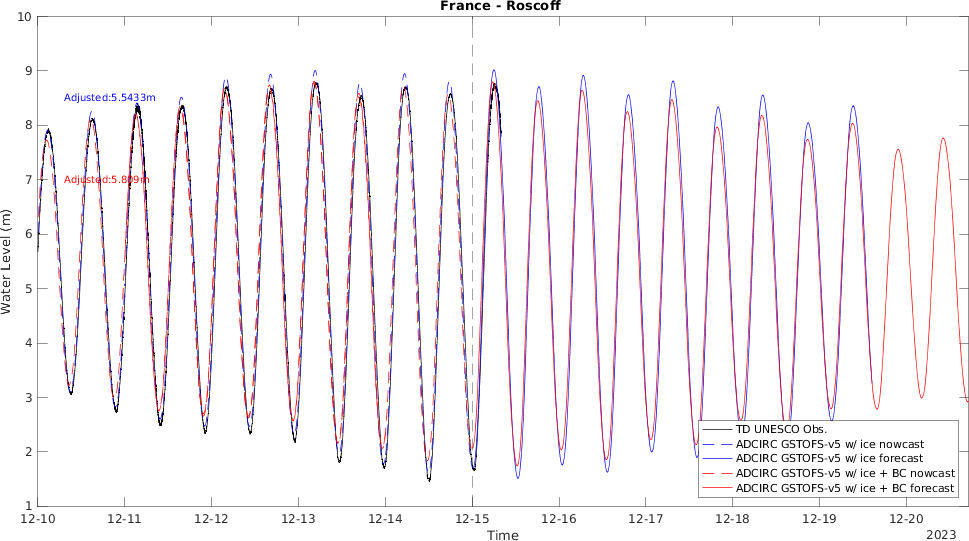 France - Roscoff
10
9
8
7
6
5
4
3
2
1
Water Level (m)
Adjusted:5.5433m
Adjusted:5.809m
TD UNESCO Obs.
ADCIRC GSTOFS-v5 w/ ice nowcast
ADCIRC GSTOFS-v5 w/ ice forecast
ADCIRC GSTOFS-v5 w/ ice + BC nowcast
ADCIRC GSTOFS-v5 w/ ice + BC forecast
12-10 12-11 12-12 12-13 12-14 12-15 12-16 12-17 12-18 12-19 12-20
Time
2023